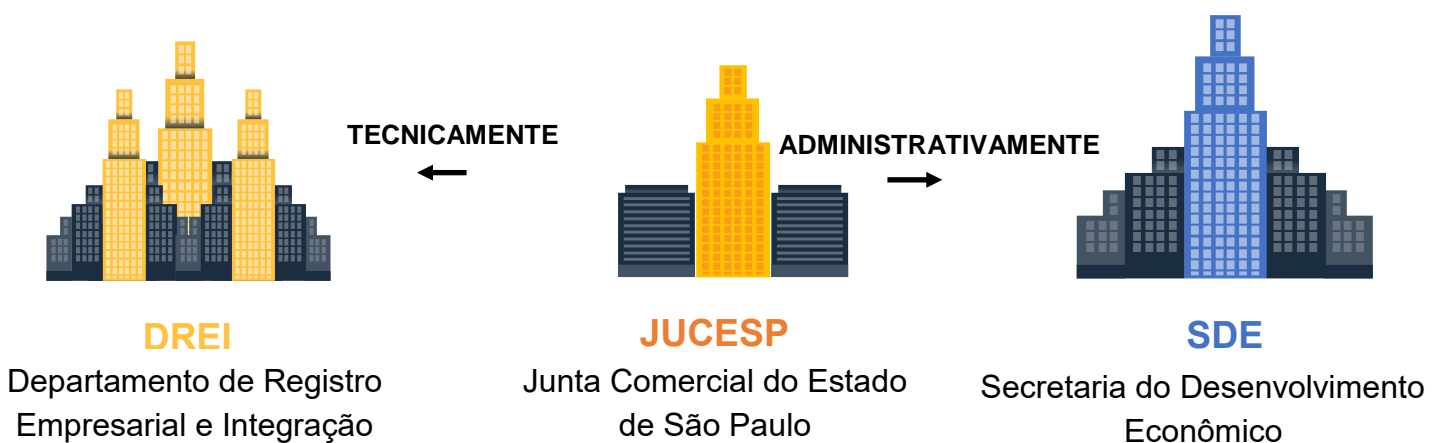 TECNICAMENTE
ADMINISTRATIVAMENTE
DREI
Departamento de Registro
Empresarial e Integração
JUCESP
Junta Comercial do Estado
de São Paulo
SDE
Secretaria do Desenvolvimento
Econômico